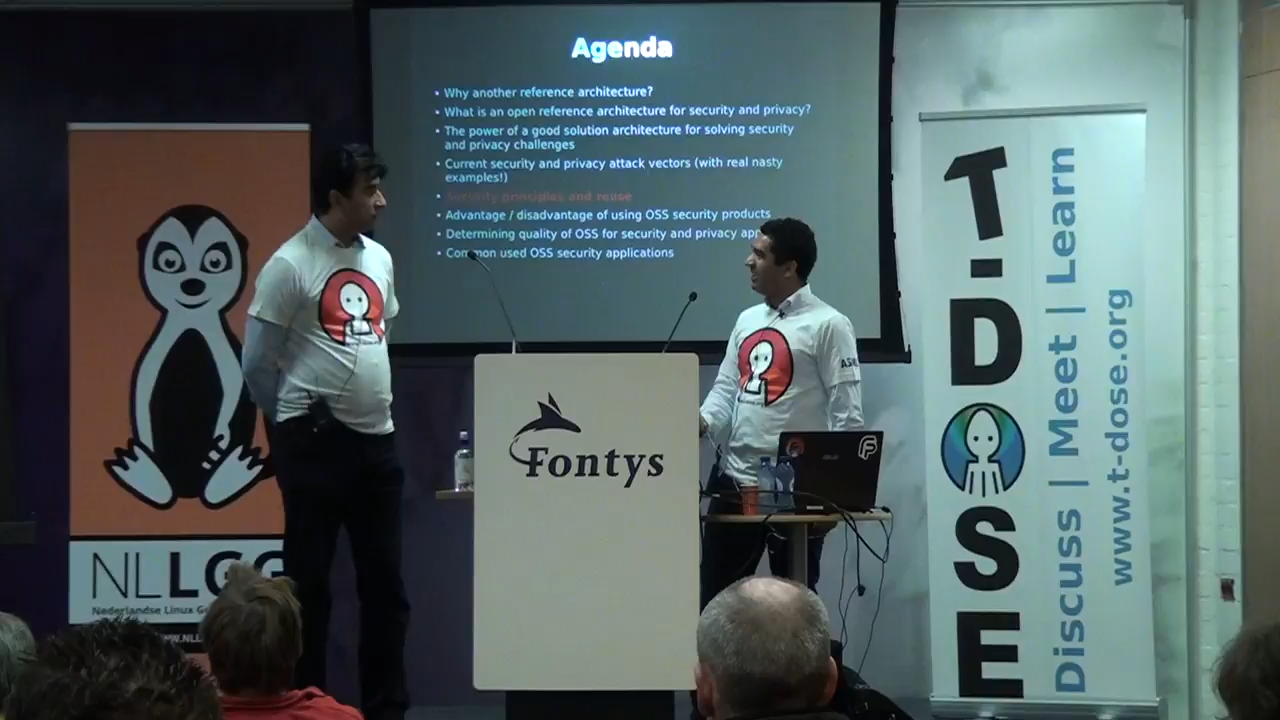 Agenda
• Why another reference architecture?
• What is an open reference architecture for security and privacy?
• The power of a good solution architecture for solving security
and privacy challenges
• Current security and privacy attack vectors (with real nasty
examples!)
• Security principles and reuse
• Advantage / disadvantage of using OSS security products
• Determining quality of OSS for security and privacy app
• Common used OSS security applications
NLLGG
Nederlandse Linux G
WWW.NLL
Fontys
T-DOSE
Discuss | Meet | Learn
www.t-dose.org